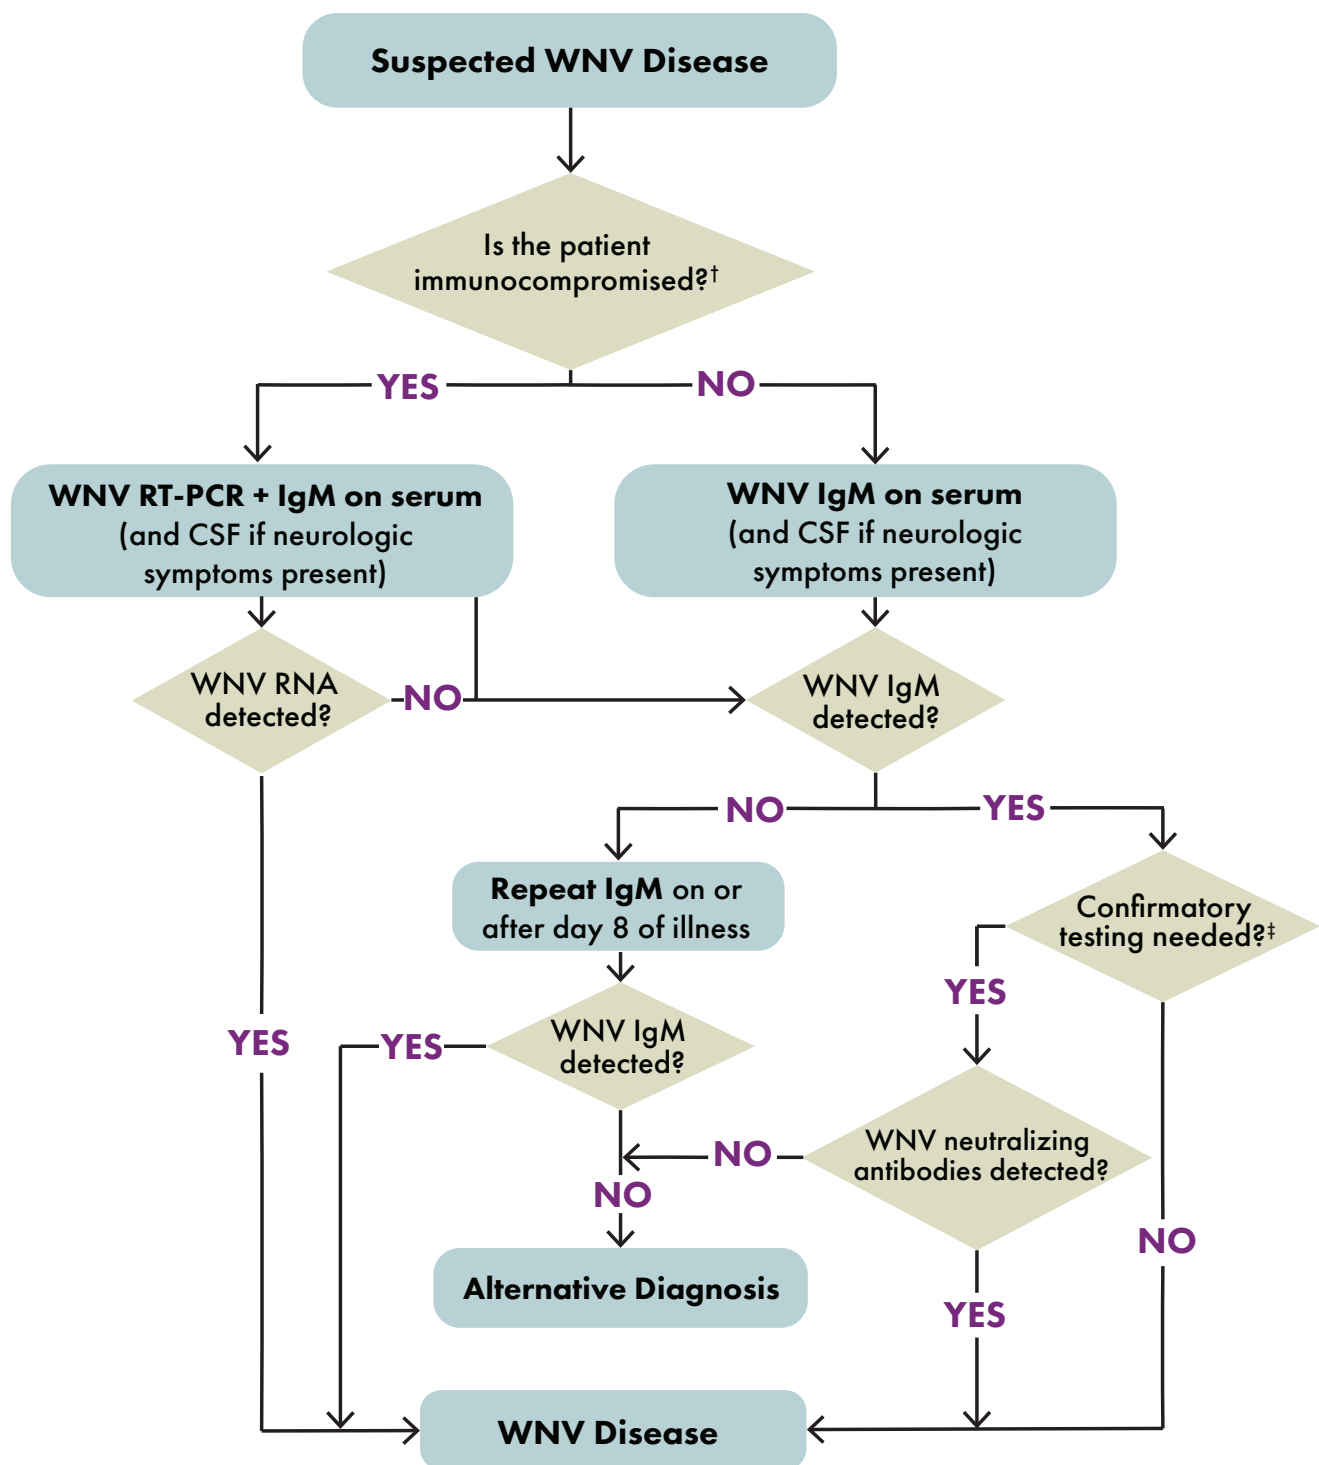 Suspected WNV Disease
Is the patient
immunocompromised?†
YES
NO
WNV RT-PCR + IgM on serum
(and CSF if neurologic
symptoms present)
WNV IgM on serum
(and CSF if neurologic
symptoms present)
WNV RNA
detected?
NO
WNV IgM
detected?
NO
YES
Repeat IgM on or
after day 8 of illness
Confirmatory
testing needed?‡
YES
YES
YES
WNV IgM
detected?
WNV neutralizing
antibodies detected?
NO
NO
NO
Alternative Diagnosis
YES
WNV Disease